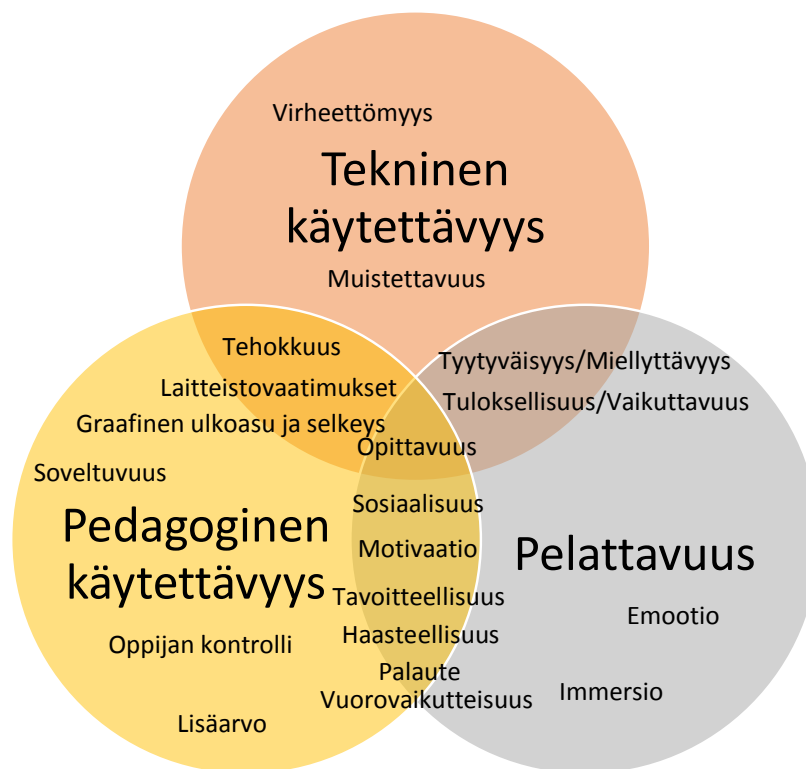 Virheettömyys
Tekninen
käytettävyys
Muistettavuus
Tehokkuus
Tyytyväisyys/Miellyttävyys
Laitteistovaatimukset
Tuloksellisuus/Vaikuttavuus
Graafinen ulkoasu ja selkeys
Opittavuus
Soveltuvuus
Sosiaalisuus
Pedagoginen
käytettävyys
Motivaatio
Pelattavuus
Tavoitteellisuus
Emootio
Haasteellisuus
Oppijan kontrolli
Palaute
Vuorovaikutteisuus
Immersio
Lisäarvo